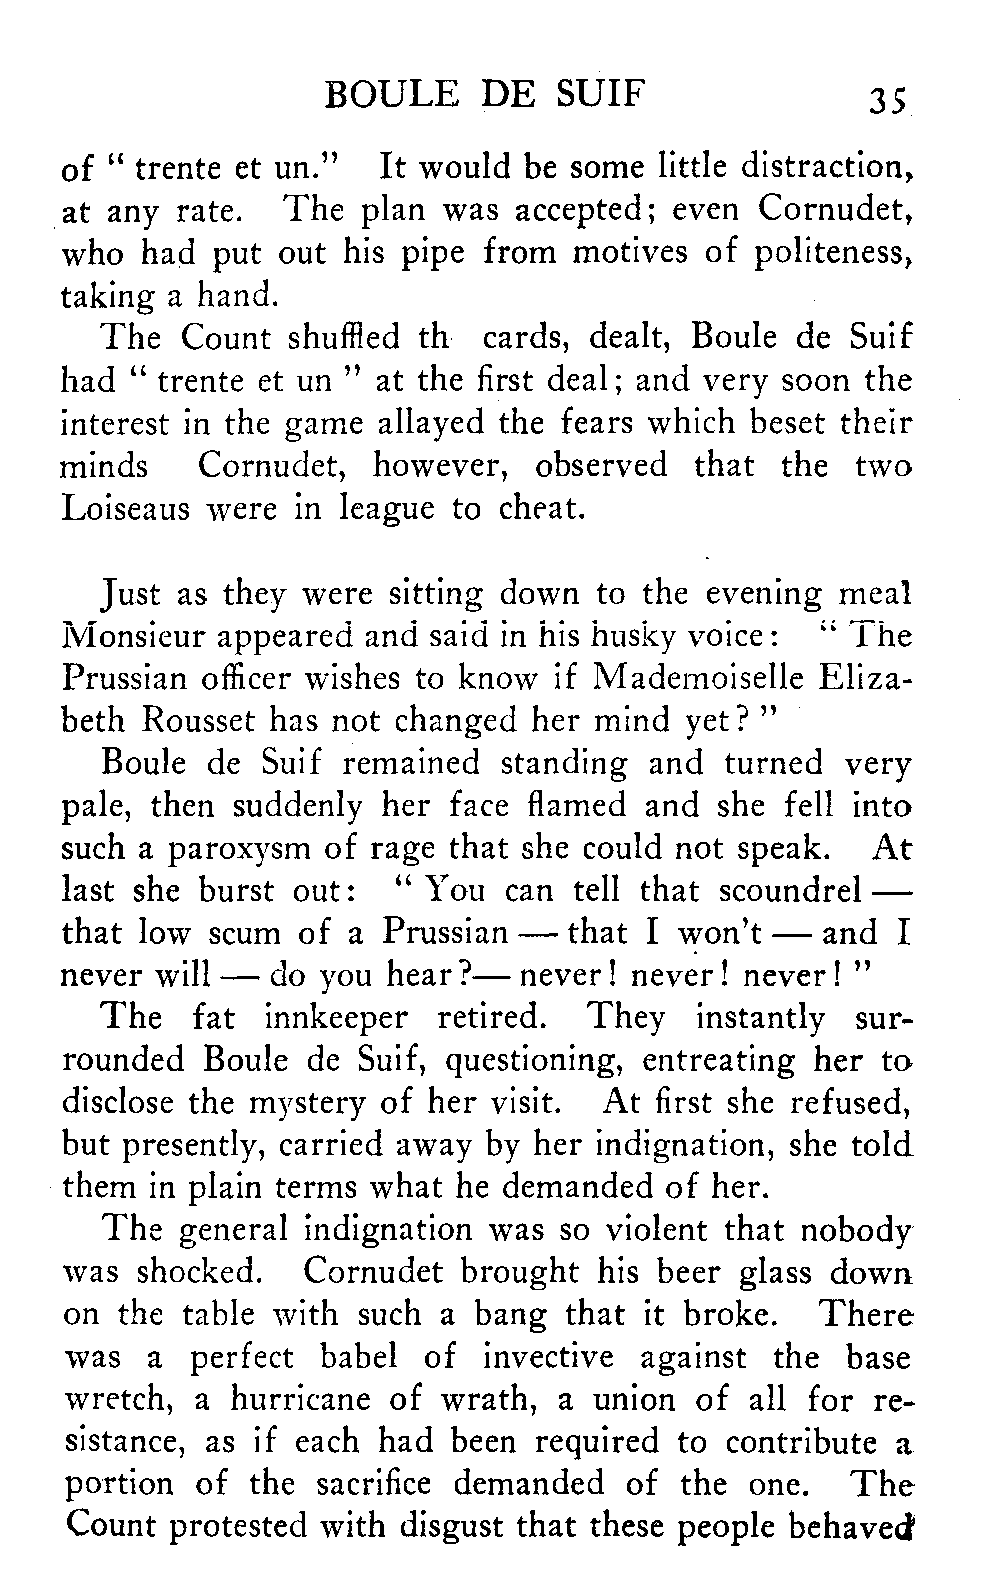 BOULE DE SUIF 35
of " trente et un." It would be some little distraction,
at any rate. The plan was accepted; even Cornudet,
who had put out his pipe from motives of politeness,
taking a hand.
The Count shuffled th cards, dealt, Boule de Suif
had " trente et un " at the first deal; and very soon the
interest in the game allayed the fears which beset their
minds Cornudet, however, observed that the two
Loiseaus were in league to cheat.
Just as they were sitting down to the evening meal
Monsieur appeared and said in his husky voice: " The
Prussian officer wishes to know if Mademoiselle Eliza-
beth Rousset has not changed her mind yet? "
Boule de Suif remained standing and turned very
pale, then suddenly her face flamed and she fell into
such a paroxysm of rage that she could not speak. At
last she burst out: " You can tell that scoundrel —
that low scum of a Prussian — that I won't — and I
never will — do you hear?— never! never! never! "
The fat innkeeper retired. They instantly sur-
rounded Boule de Suif, questioning, entreating her to
disclose the mystery of her visit. At first she refused,
but presently, carried away by her indignation, she told
them in plain terms what he demanded of her.
The general indignation was so violent that nobody
was shocked. Cornudet brought his beer glass down
on the table with such a bang that it broke. There
was a perfect babel of invective against the base
wretch, a hurricane of wrath, a union of all for re-
sistance, as if each had been required to contribute a
portion of the sacrifice demanded of the one. The
Count protested with disgust that these people behaved